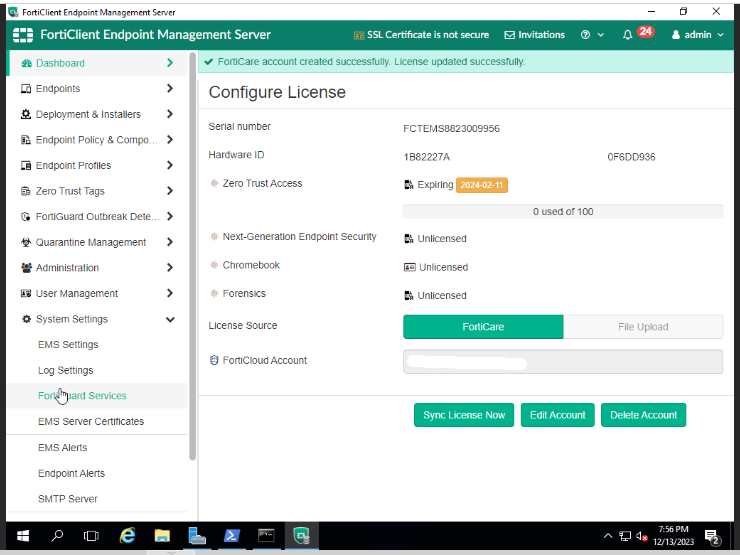 FortiClient Endpoint Management Server
FortiClient Endpoint Management Server
SSL Certificate is not secure
Invitations
24
admin
Dashboard
Endpoints
Deployment & Installers
Endpoint Policy & Compo...
Endpoint Profiles
Zero Trust Tags
FortiGuard Outbreak Dete...
Quarantine Management
Administration
User Management
System Settings
EMS Settings
Log Settings
FortiGuard Services
EMS Server Certificates
EMS Alerts
Endpoint Alerts
SMTP Server
FortiCare account created successfully. License updated successfully.
Configure License
Serial number FCTEMS8823009956
Hardware ID 1B82227A 0F6DD936
Zero Trust Access Expiring 2024-02-11
0 used of 100
Next-Generation Endpoint Security Unlicensed
Chromebook Unlicensed
Forensics Unlicensed
License Source FortiCare File Upload
FortiCloud Account
Sync License Now Edit Account Delete Account
7:56 PM
12/13/2023
2